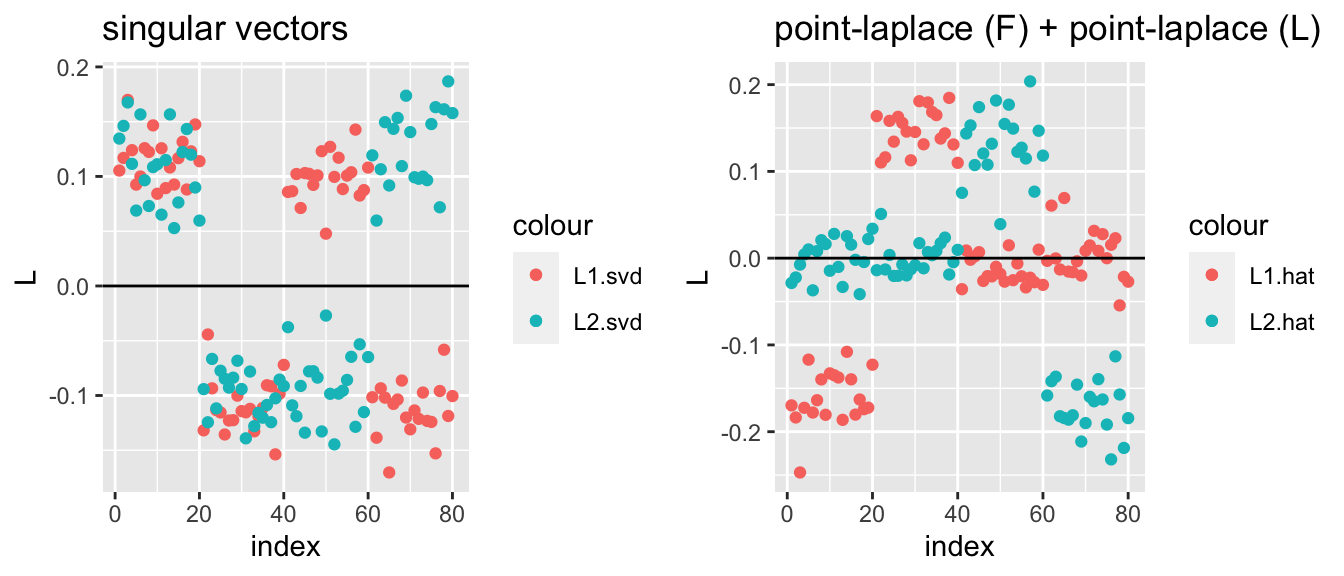 singular vectors
0.2
0.1
0.0
-0.1
L
0
20
40
60
80
index
colour
L1.svd
L2.svd
point-laplace (F) + point-laplace (L)
0.2
0.1
0.0
-0.1
-0.2
L
0
20
40
60
80
index
colour
L1.hat
L2.hat